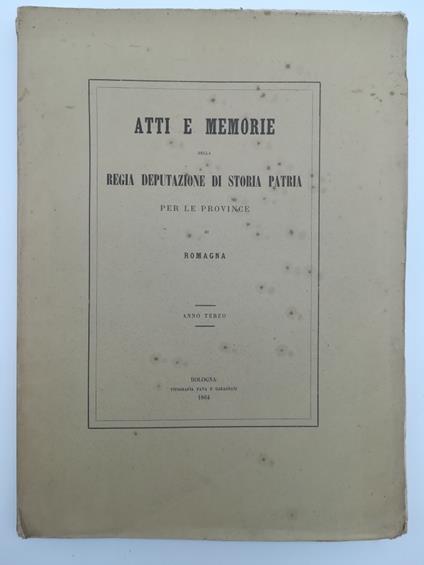 ATTI E MEMORIE
DELLA
REGIA DEPUTAZIONE DI STORIA PATRIA
PER LE PROVINCE
DI
ROMAGNA
ANNO TERZO
BOLOGNA
TIPOGRAFIA FAVA E GARAGNANI
1864